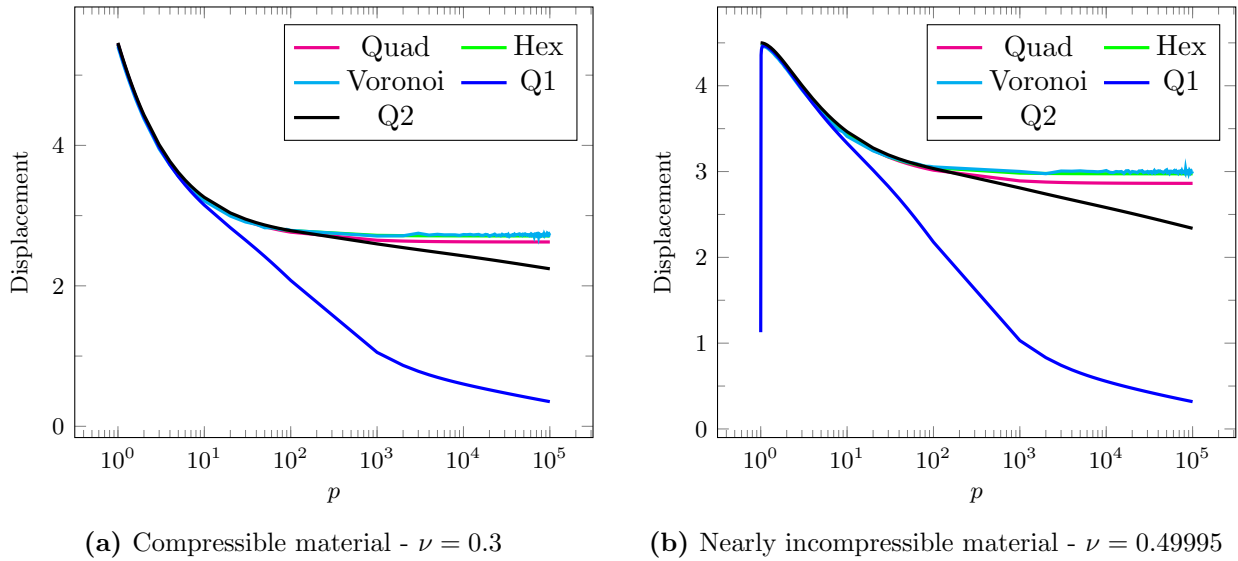 Quad Hex
Voronoi Q1
Q2
Displacement
4
2
0
10^0 10^1 10^2 10^3 10^4 10^5
p
(a) Compressible material - ν = 0.3
Quad Hex
Voronoi Q1
Q2
Displacement
4
3
2
1
0
10^0 10^1 10^2 10^3 10^4 10^5
p
(b) Nearly incompressible material - ν = 0.49995